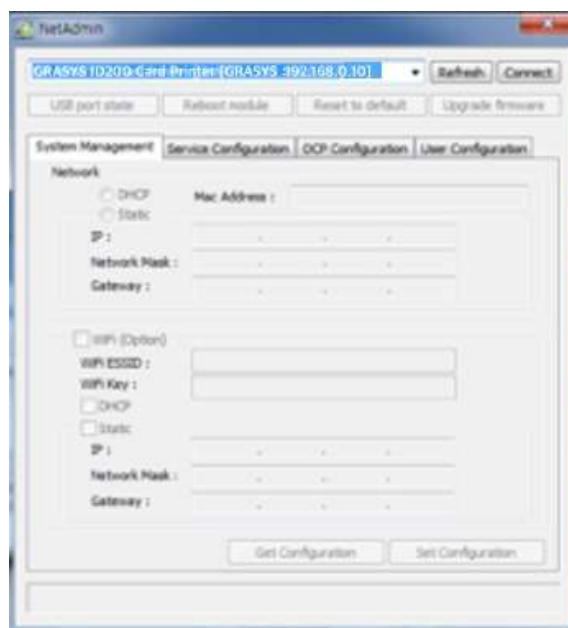 NetAdmin
GRASYS ID200 Card Printer [GRASYS 392.168.0.10] Refresh Connect
USB port state Reboot module Reset to default Upgrade firmware
System Management Service Configuration OCP Configuration User Configuration
Network
DHCP Mac Address :
Static
IP :
Network Mask :
Gateway :
WiFi (Option)
WiFi ESSID :
WiFi Key :
DHCP
Static
IP :
Network Mask :
Gateway :
Get Configuration Set Configuration